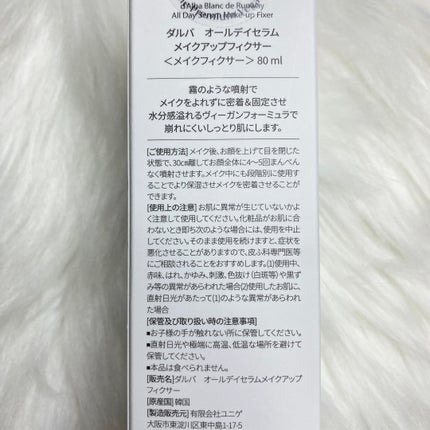 d'Alba Blanc de Runway
All Day Serum Make-up Fixer
ダルバ　オールデイセラム
メイクアップフィクサー
＜メイクフィクサー＞80 ml
霧のような噴射で
メイクをよれずに密着&固定させ
水分感溢れるヴィーガンフォーミュラで
崩れにくいしっとり肌にします。
[ご使用方法]メイク後、お顔を上げて目を閉じた
状態で、30cm離してお顔全体に4〜5回まんべん
なく噴射させます。メイク中にも段階別に使用す
ることでより保湿させメイクを密着させることが
できます。
[使用上の注意]お肌に異常が生じていないかよ
く注意して使用してください。化粧品がお肌に合
わないとき即ち次のような場合には、使用を中止
してください。そのまま使用を続けますと、症状を
悪化させることがありますので、皮ふ科専門医等
にご相談されることをおすすめします。(1)使用中、
赤味、はれ、かゆみ、刺激、色抜け(白斑等)や黒ず
み等の異常があらわれた場合(2)使用したお肌に、
直射日光があたって(1)のような異常があらわれ
た場合
[保管及び取り扱い時の注意事項]
■お子様の手が触れない所に保管してください。
■直射日光や極端に高温、低温な場所を避けて
保管してください。
■本品は食べられません。
[販売名]ダルバ　オールデイセラムメイクアップ
フィクサー
[原産国]韓国
[製造販売元]有限会社ユニゲ
大阪市東淀川区東中島1-17-5